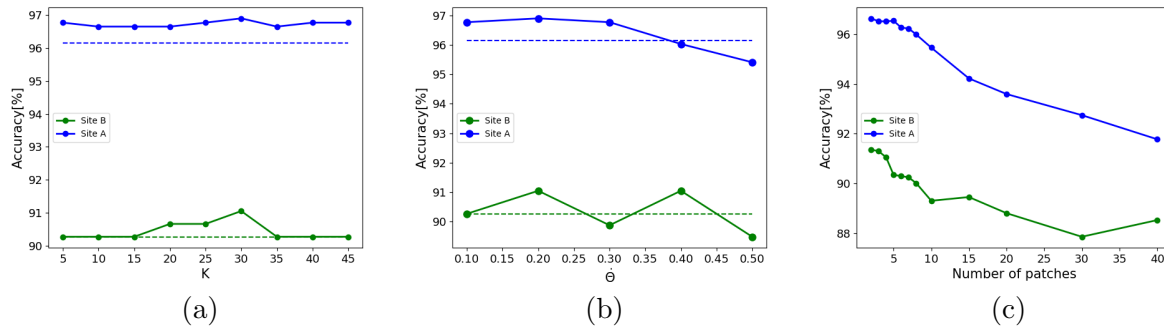 97
96
95
94
93
92
91
90
Accuracy[%]
Site B
Site A
5 10 15 20 25 30 35 40 45
K
(a)
97
96
95
94
93
92
91
90
Accuracy[%]
Site B
Site A
0.10 0.15 0.20 0.25 0.30 0.35 0.40 0.45 0.50
Θ̇
(b)
96
94
92
90
88
Accuracy[%]
Site B
Site A
5 10 15 20 25 30 35 40
Number of patches
(c)